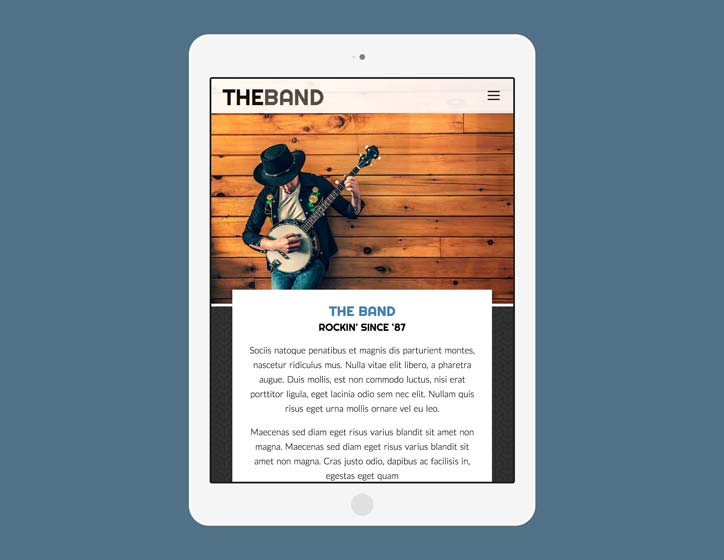 THEBAND
THE BAND
ROCKIN' SINCE '87
Sociis natoque penatibus et magnis dis parturient montes,
nascetur ridiculus mus. Nulla vitae elit libero, a pharetra
augue. Duis mollis, est non commodo luctus, nisi erat
porttitor ligula, eget lacinia odio sem nec elit. Nullam quis
risus eget urna mollis ornare vel eu leo.
Maecenas sed diam eget risus varius blandit sit amet non
magna. Maecenas sed diam eget risus varius blandit sit
amet non magna. Cras justo odio, dapibus ac facilisis in,
egestas eget quam